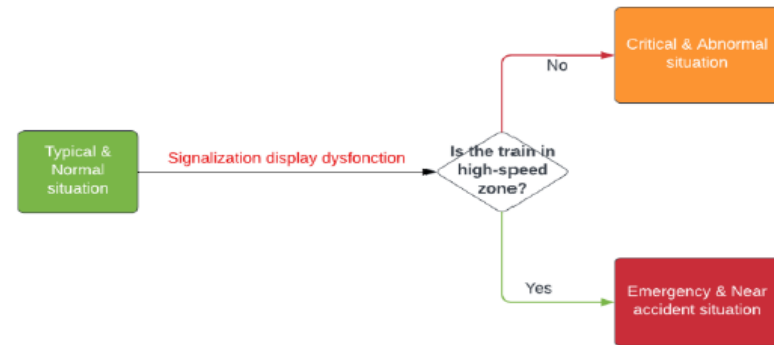 Critical & Abnormal
situation
No
Typical &
Normal
situation
Signalization display dysfonction
Is the train in
high-speed
zone?
Yes
Emergency & Near
accident situation